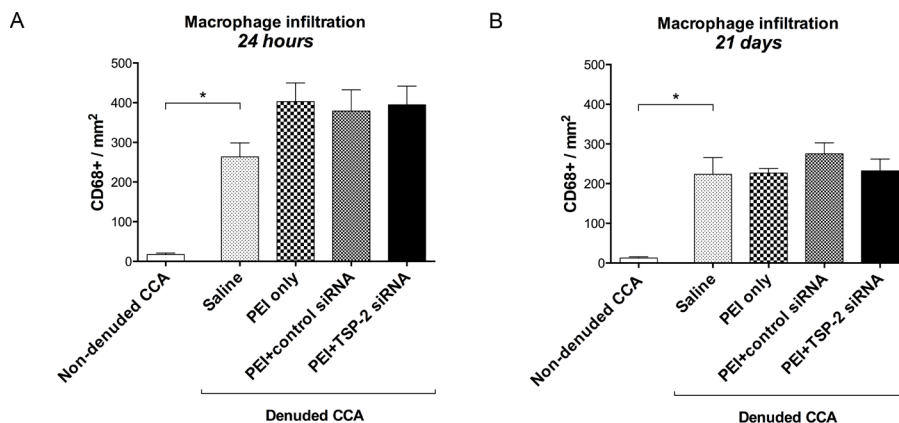 A
Macrophage infiltration
24 hours
CD68+ / mm2
500
400
300
200
100
0
*
Non-denuded CCA
Saline
PEI only
PEI+control siRNA
PEI+TSP-2 siRNA
Denuded CCA
B
Macrophage infiltration
21 days
CD68+ / mm2
500
400
300
200
100
0
*
Non-denuded CCA
Saline
PEI only
PEI+control siRNA
PEI+TSP-2 siRNA
Denuded CCA